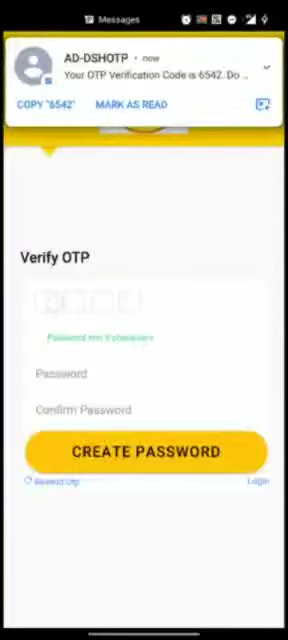 Messages
AD-DSHOTP • now
Your OTP Verification Code is 6542. Do ...
COPY "6542" MARK AS READ
Verify OTP
Password min 6 characters
Password
Confirm Password
CREATE PASSWORD
Resend Otp Login